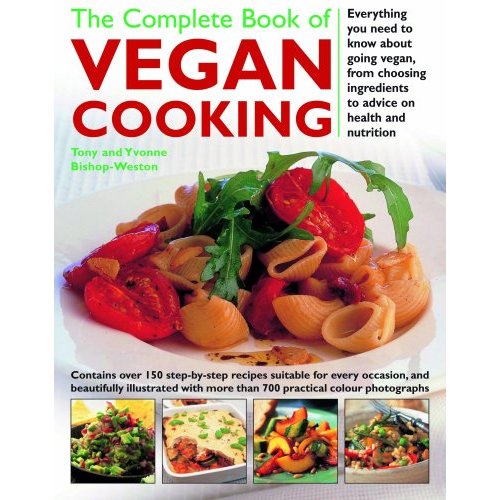 The Complete Book of
VEGAN
COOKING
Tony and Yvonne
Bishop-Weston
Everything
you need to
know about
going vegan,
from choosing
ingredients
to advice on
health and
nutrition
Contains over 150 step-by-step recipes suitable for every occasion, and
beautifully illustrated with more than 700 practical colour photographs